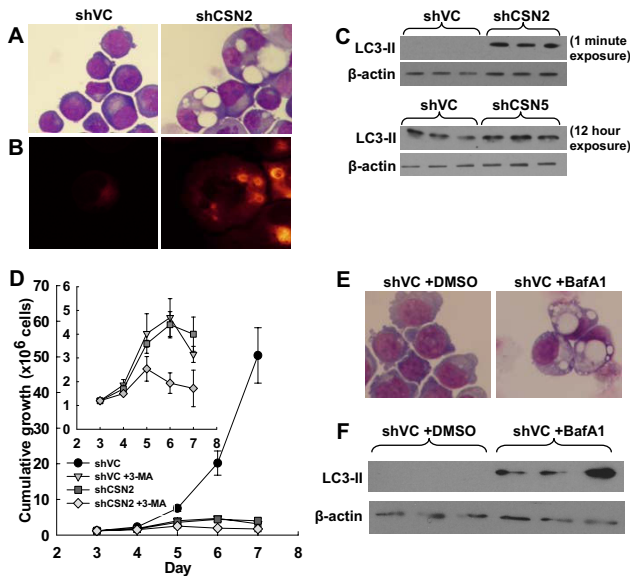 A
shVC
shCSN2
B
C
shVC
shCSN2
LC3-II
(1 minute
exposure)
β-actin
shVC
shCSN5
LC3-II
(12 hour
exposure)
β-actin
D
Cumulative growth (x10⁶ cells)
70
60
50
40
30
20
10
0
6
5
4
3
2
1
2 3 4 5 6 7 8
shVC
shVC +3-MA
shCSN2
shCSN2 +3-MA
2 3 4 5 6 7 8
Day
E
shVC +DMSO
shVC +BafA1
F
shVC +DMSO
shVC +BafA1
LC3-II
β-actin